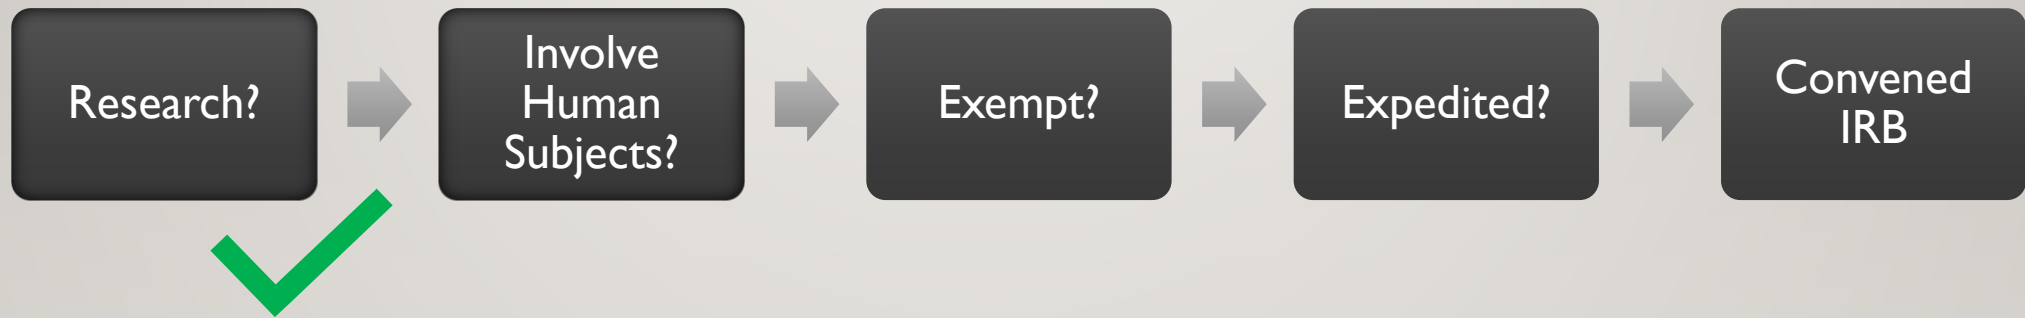 Research?
Involve
Human
Subjects?
Exempt?
Expedited?
Convened
IRB